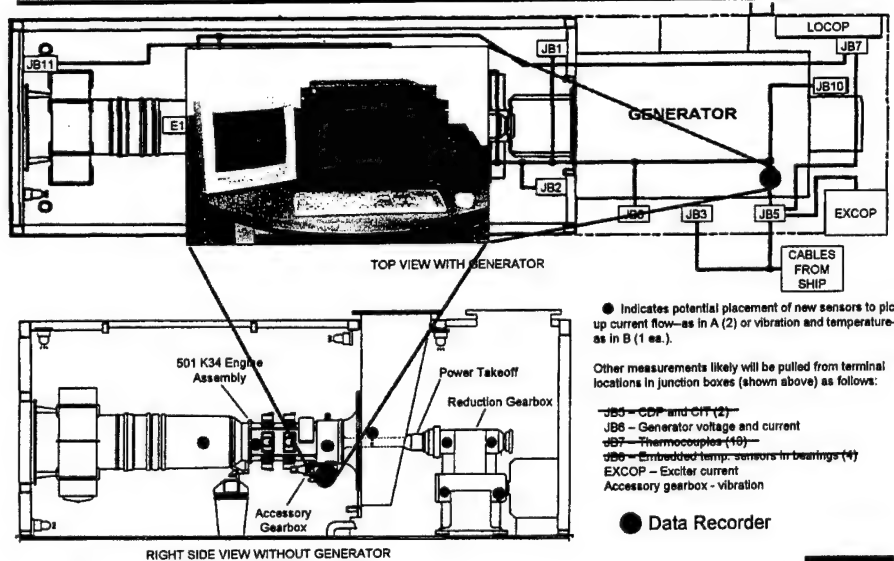 LOCOP
JB1
JB7
JB11
JB10
GENERATOR
E1
JB2
JB3
JB5
EXCOP
TOP VIEW WITH GENERATOR
CABLES
FROM
SHIP
Indicates potential placement of new sensors to pic
up current flow—as in A (2) or vibration and temperature-
as in B (1 ea.).
501 K34 Engine
Assembly
Power Takeoff
Reduction Gearbox
Other measurements likely will be pulled from terminal
locations in junction boxes (shown above) as follows:
JB5 – CDP and CIT (2)
JB6 – Generator voltage and current
JB7 – Thermocouples (18)
JB8 – Embedded temp. sensors in bearings (4)
EXCOP – Exciter current
Accessory gearbox - vibration
Accessory
Gearbox
Data Recorder
RIGHT SIDE VIEW WITHOUT GENERATOR